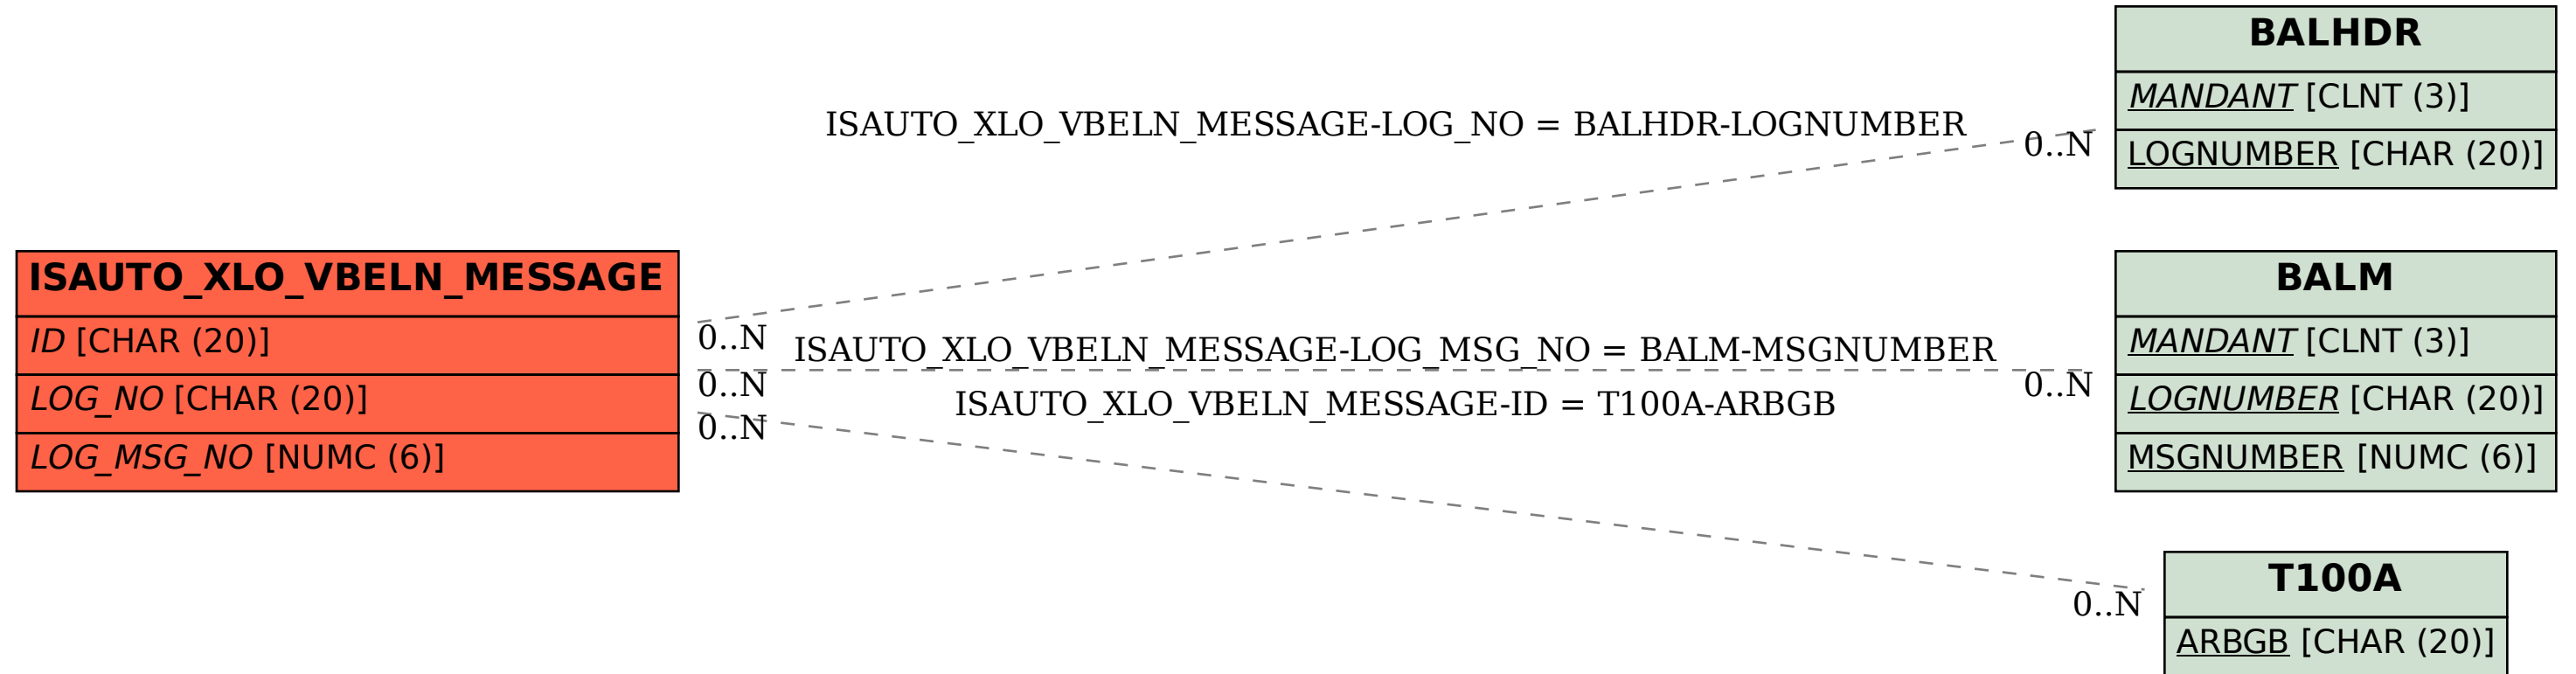 BALHDR
MANDANT [CLNT (3)]
LOGNUMBER [CHAR (20)]
ISAUTO_XLO_VBELN_MESSAGE-LOG_NO = BALHDR-LOGNUMBER
0..N
ISAUTO_XLO_VBELN_MESSAGE
ID [CHAR (20)]
LOG_NO [CHAR (20)]
LOG_MSG_NO [NUMC (6)]
0..N
0..N
0..N
ISAUTO_XLO_VBELN_MESSAGE-LOG_MSG_NO = BALM-MSGNUMBER
0..N
ISAUTO_XLO_VBELN_MESSAGE-ID = T100A-ARBGB
BALM
MANDANT [CLNT (3)]
LOGNUMBER [CHAR (20)]
MSGNUMBER [NUMC (6)]
0..N
T100A
ARBGB [CHAR (20)]